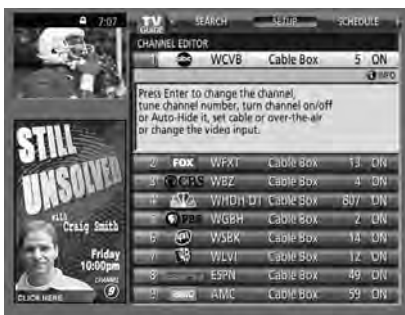 7:07
TV GUIDE SEARCH SETUP SCHEDULE
CHANNEL EDITOR
1 abc WCVB Cable Box 5 ON
INFO
Press Enter to change the channel,
tune channel number, turn channel on/off
or Auto-Hide it, set cable or over-the-air
or change the video input.
2 FOX WFXT Cable Box 13 ON
3 CBS WBZ Cable Box 4 ON
4 WHDH DT Cable Box 807 ON
5 PBS WGBH Cable Box 2 ON
6 WSBK Cable Box 14 ON
7 WLVI Cable Box 12 ON
8 ESPN Cable Box 49 ON
9 AMC Cable Box 59 ON
STILL
UNSOLVED
with
Craig Smith
Friday
10:00pm
CHANNEL
9
CLICK HERE